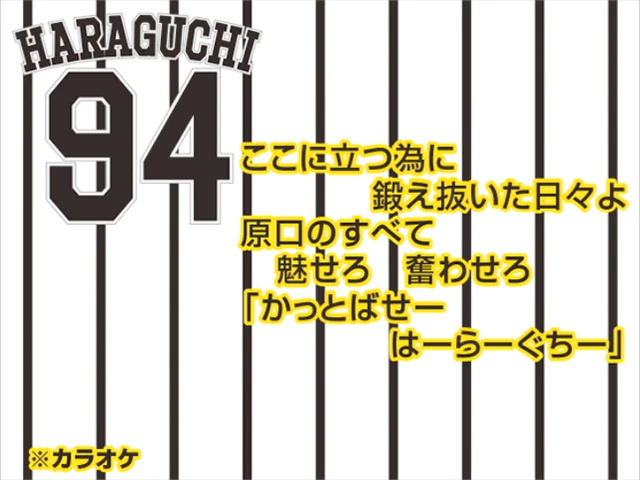 HARAGUCHI
94
ここに立つ為に
鍛え抜いた日々よ
原口のすべて
魅せろ　奮わせろ
「かっとばせー
はーらーぐちー」
※カラオケ